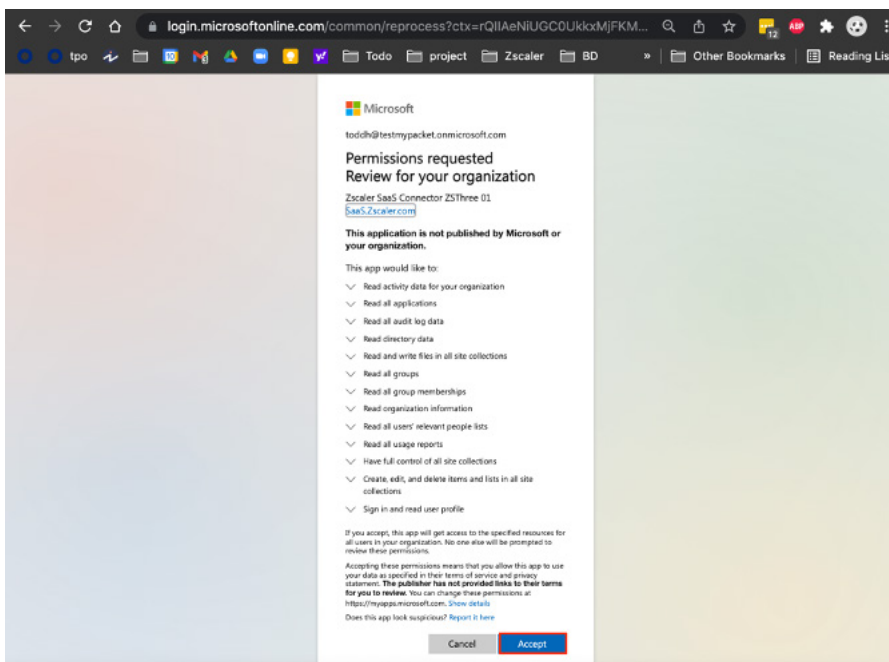 login.microsoftonline.com/common/reprocess?ctx=rQIIAeNiUGC0UkkxMjFKM...
12
ABP
tpo
10
Todo
project
Zscaler
BD
»
Other Bookmarks
Reading Lis
Microsoft
toddh@testmypacket.onmicrosoft.com
Permissions requested
Review for your organization
Zscaler SaaS Connector ZSThree 01
SaaS.Zscaler.com
This application is not published by Microsoft or
your organization.
This app would like to:
Read activity data for your organization
Read all applications
Read all audit log data
Read directory data
Read and write files in all site collections
Read all groups
Read all group memberships
Read organization information
Read all users' relevant people lists
Read all usage reports
Have full control of all site collections
Create, edit, and delete items and lists in all site
collections
Sign in and read user profile
If you accept, this app will get access to the specified resources for
all users in your organization. No one else will be prompted to
review these permissions.
Accepting these permissions means that you allow this app to use
your data as specified in their terms of service and privacy
statement. The publisher has not provided links to their terms
for you to review. You can change these permissions at
https://myapps.microsoft.com. Show details
Does this app look suspicious? Report it here
Cancel
Accept